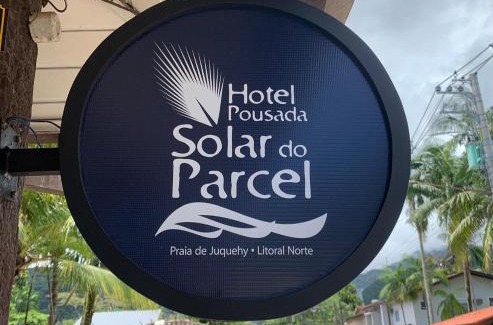 Hotel
Pousada
Solar do
Parcel
Praia de Juquehy • Litoral Norte